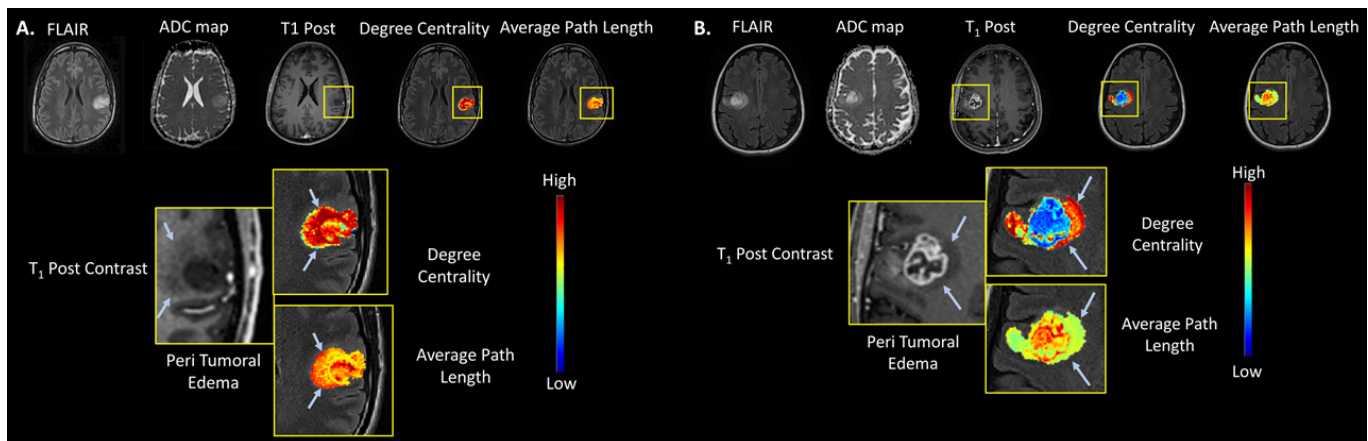 A.
FLAIR
ADC map
T1 Post
Degree Centrality
Average Path Length
T₁ Post Contrast
Peri Tumoral
Edema
Degree
Centrality
Average Path
Length
High
Low
B.
FLAIR
ADC map
T₁ Post
Degree Centrality
Average Path Length
T₁ Post Contrast
Peri Tumoral
Edema
Degree
Centrality
Average Path
Length
High
Low